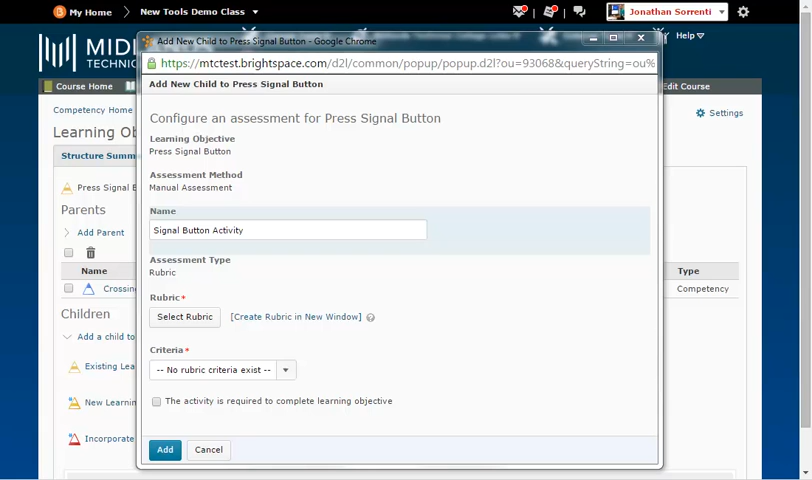 My Home
New Tools Demo Class
Jonathan Sorrenti
Add New Child to Press Signal Button - Google Chrome
Help
MIDL
TECHNIC
https://mtctest.brightspace.com/d2l/common/popup/popup.d2l?ou=93068&queryString=ou%
Course Home
Edit Course
Add New Child to Press Signal Button
Competency Home
Settings
Learning Ob
Configure an assessment for Press Signal Button
Learning Objective
Press Signal Button
Structure Summ
Assessment Method
Manual Assessment
Press Signal B
Parents
Name
Signal Button Activity
Add Parent
Assessment Type
Rubric
Name
Type
Crossin
Competency
Rubric*
Select Rubric
[Create Rubric in New Window]
Children
Add a child to
Criteria*
-- No rubric criteria exist --
Existing Lea
The activity is required to complete learning objective
New Learnin
Incorporate
Add
Cancel